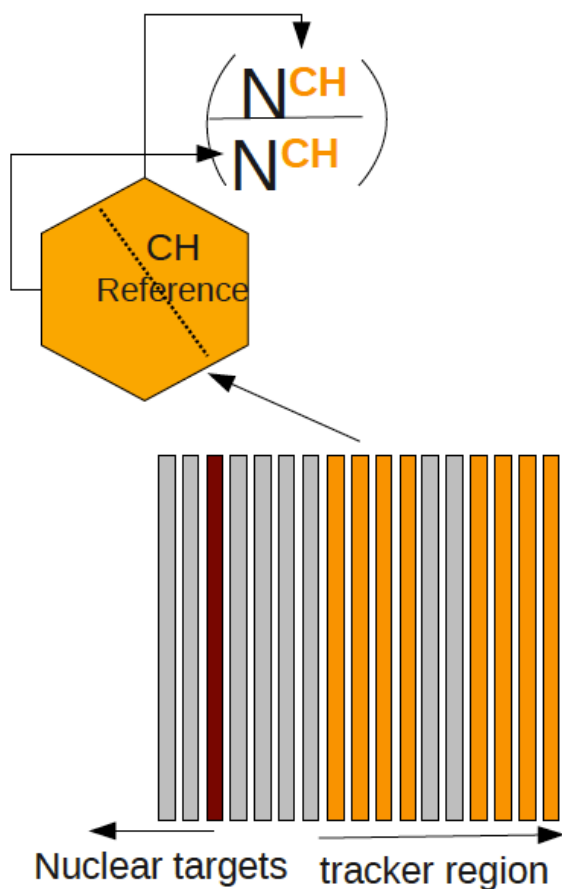 N^CH
N^CH
CH
Reference
Nuclear targets
tracker region